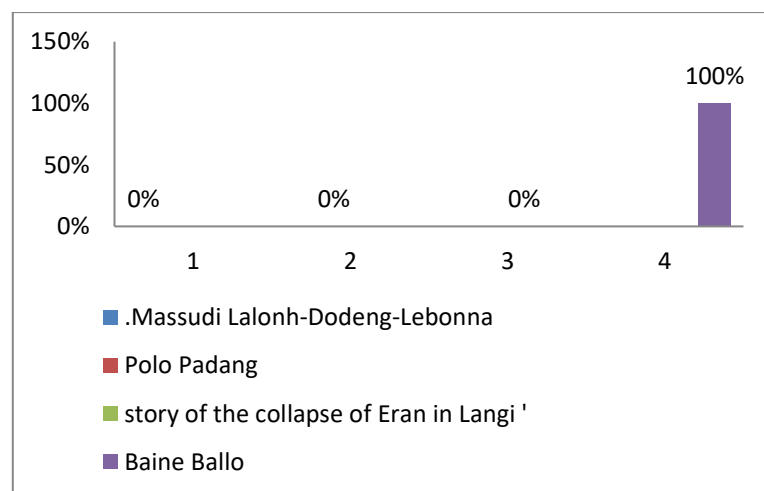 150%
100%
100%
50%
0% 0% 0%
0%
1 2 3 4
.Massudi Lalonh-Dodeng-Lebonna
Polo Padang
story of the collapse of Eran in Langi '
Baine Ballo